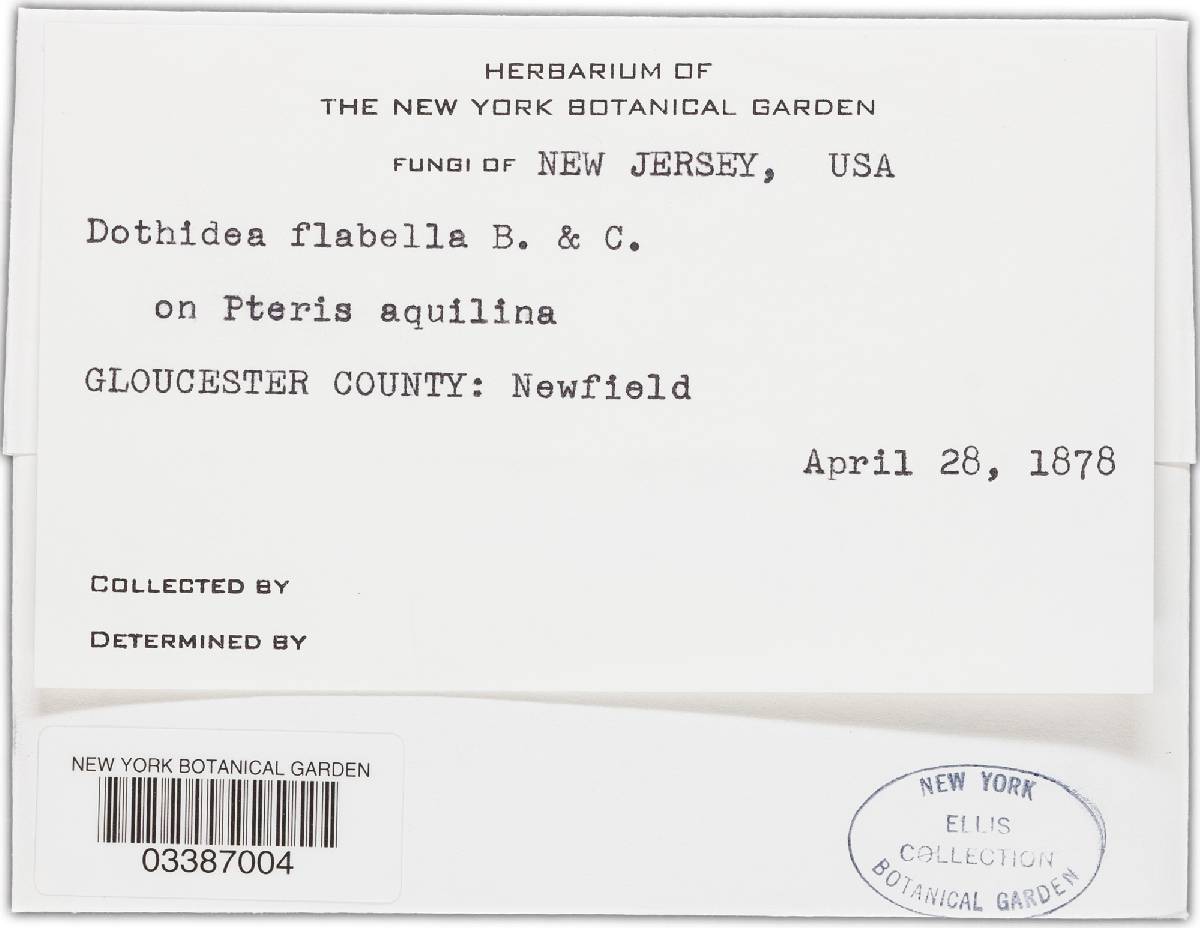 HERBARIUM OF
THE NEW YORK BOTANICAL GARDEN
FUNGI OF NEW JERSEY, USA
Dothidea flabella B. & C.
on Pteris aquilina
GLOUCESTER COUNTY: Newfield
April 28, 1878
COLLECTED BY
DETERMINED BY
NEW YORK BOTANICAL GARDEN
03387004
NEW YORK
ELLIS
COLLECTION
BOTANICAL GARDEN